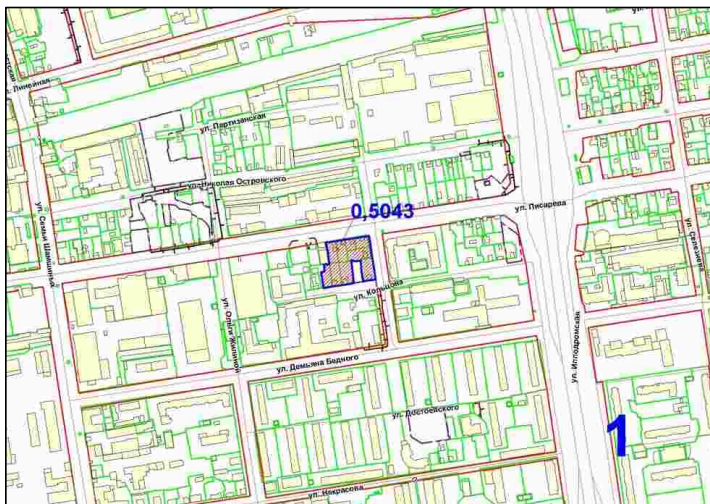 ул. Линейная
ул. Партизанская
ул. Николая Островского
0,5043
ул. Писарева
ул. Семьи Шамшиных
ул. Селезнева
ул. Кольцова
ул. Ольги Жилиной
ул. Ипподромская
ул. Демьяна Бедного
ул. Достоевского
1
ул. Некрасова